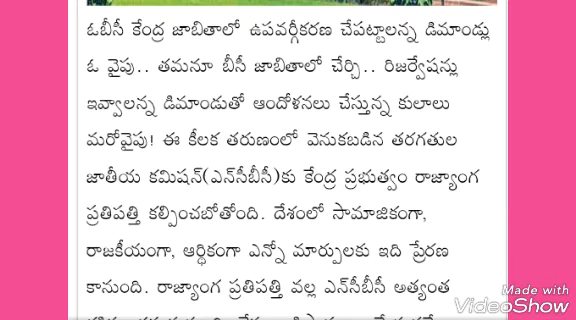 ఓబీసీ కేంద్ర జాబితాలో ఉపవర్గీకరణ చేపట్టాలన్న డిమాండ్లు
ఓ వైపు.. తమనూ బీసీ జాబితాలో చేర్చి.. రిజర్వేషన్లు
ఇవ్వాలన్న డిమాండుతో ఆందోళనలు చేస్తున్న కులాలు
మరోవైపు! ఈ కీలక తరుణంలో వెనుకబడిన తరగతుల
జాతీయ కమిషన్(ఎన్‌సీబీసీ)కు కేంద్ర ప్రభుత్వం రాజ్యాంగ
ప్రతిపత్తి కల్పించబోతోంది. దేశంలో సామాజికంగా,
రాజకీయంగా, ఆర్థికంగా ఎన్నో మార్పులకు ఇది ప్రేరణ
కానుంది. రాజ్యాంగ ప్రతిపత్తి వల్ల ఎన్‌సీబీసీ అత్యంత
Made with
VideoShow